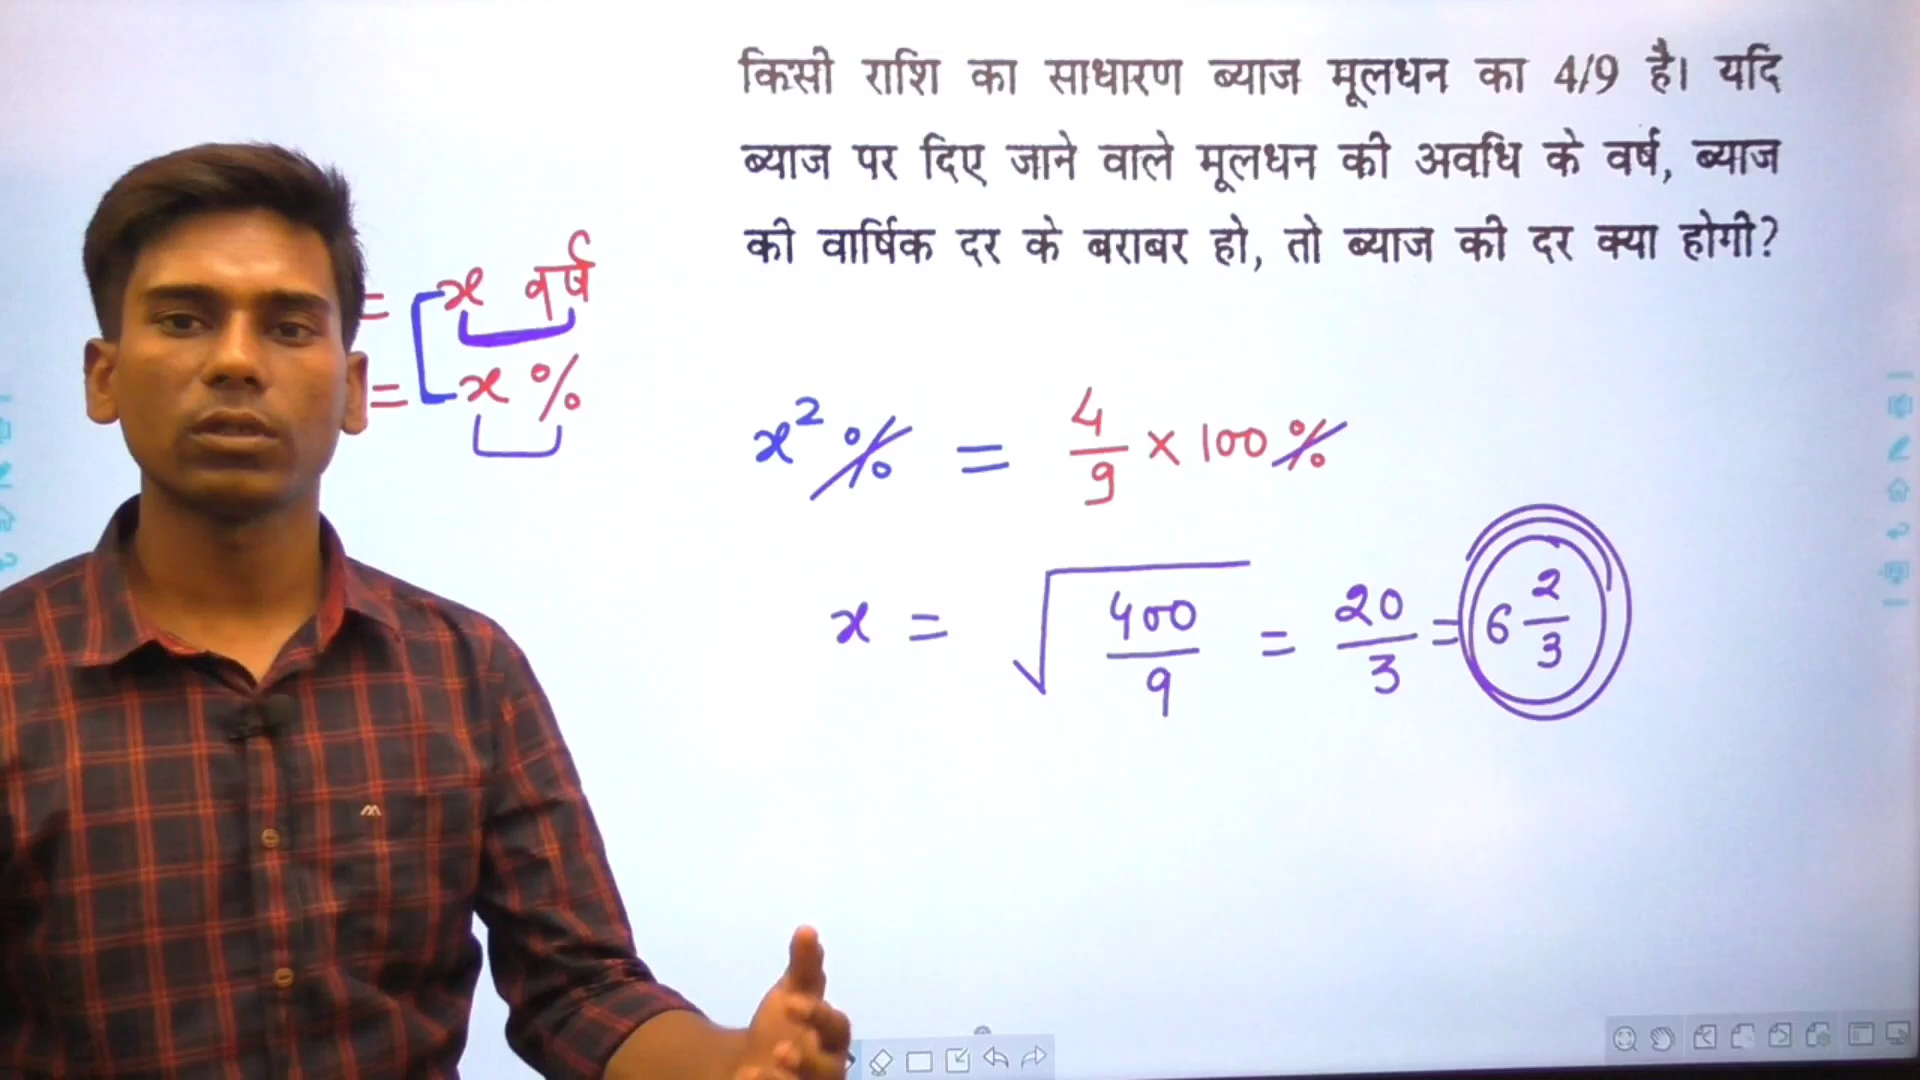 किसी राशि का साधारण ब्याज मूलधन का 4/9 है। यदि
ब्याज पर दिए जाने वाले मूलधन की अवधि के वर्ष, ब्याज
की वार्षिक दर के बराबर हो, तो ब्याज की दर क्या होगी?
= x वर्ष
= x %
x² % = 4/9 × 100 %
x = √(400/9) = 20/3 = 6 2/3